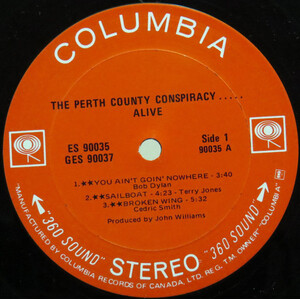 COLUMBIA
THE PERTH COUNTY CONSPIRACY.....
ALIVE
ES 90035
GES 90037
Side 1
90035 A
1.★★YOU AIN'T GOIN' NOWHERE - 3:40
Bob Dylan
2.★★SAILBOAT - 4:23 - Terry Jones
3.★★BROKEN WING - 5:32
Cedric Smith
Produced by John Williams
"360 SOUND" STEREO "360 SOUND"
"MANUFACTURED BY COLUMBIA RECORDS OF CANADA, LTD. REG. T.M. OWNER" "COLUMBIA"